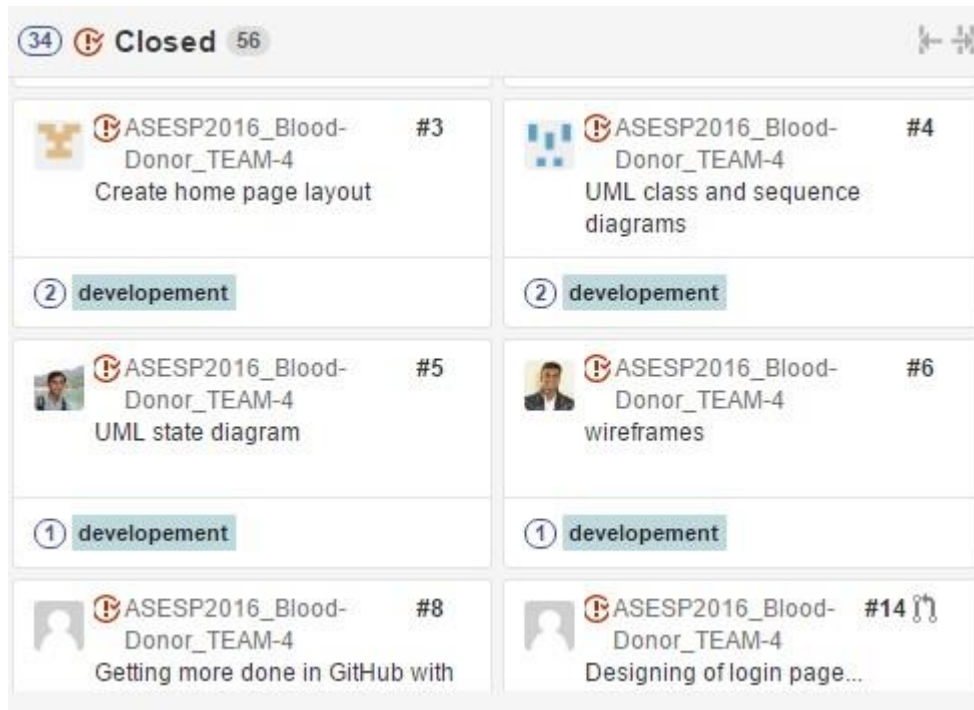 34 Closed 56
ASESP2016_Blood- #3
Donor_TEAM-4
Create home page layout
2 developement
ASESP2016_Blood- #4
Donor_TEAM-4
UML class and sequence
diagrams
2 developement
ASESP2016_Blood- #5
Donor_TEAM-4
UML state diagram
1 developement
ASESP2016_Blood- #6
Donor_TEAM-4
wireframes
1 developement
ASESP2016_Blood- #8
Donor_TEAM-4
Getting more done in GitHub with
ASESP2016_Blood- #14
Donor_TEAM-4
Designing of login page...